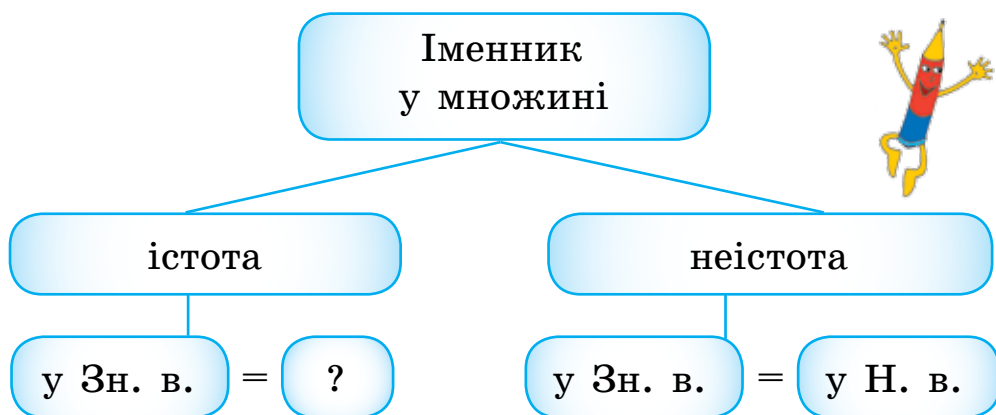 Іменник
у множині
істота
неістота
у Зн. в. = ?
у Зн. в. = у Н. в.